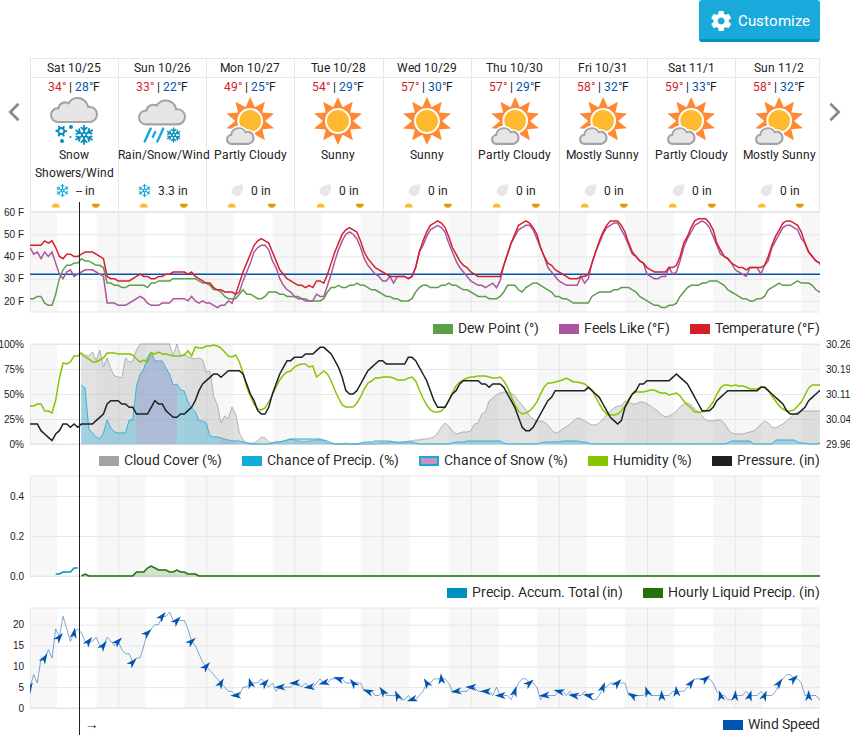 Customize
Sat 10/25 Sun 10/26 Mon 10/27 Tue 10/28 Wed 10/29 Thu 10/30 Fri 10/31 Sat 11/1 Sun 11/2
34° | 28°F 33° | 22°F 49° | 25°F 54° | 29°F 57° | 30°F 57° | 29°F 58° | 32°F 59° | 33°F 58° | 32°F
Snow Rain/Snow/Wind Partly Cloudy Sunny Sunny Partly Cloudy Mostly Sunny Partly Cloudy Mostly Sunny
Showers/Wind
-- in 3.3 in 0 in 0 in 0 in 0 in 0 in 0 in 0 in
60 F
50 F
40 F
30 F
20 F
Dew Point (°) Feels Like (°F) Temperature (°F)
100% 30.26
75% 30.19
50% 30.11
25% 30.04
0% 29.96
Cloud Cover (%) Chance of Precip. (%) Chance of Snow (%) Humidity (%) Pressure. (in)
0.4
0.2
0.0
Precip. Accum. Total (in) Hourly Liquid Precip. (in)
20
15
10
5
0
→ Wind Speed